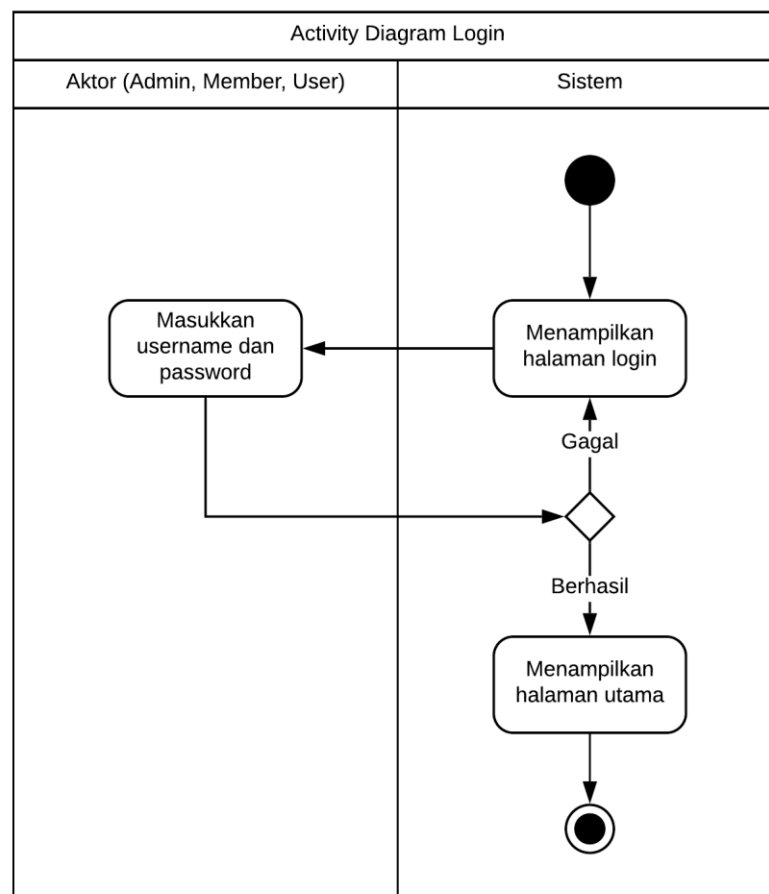 Activity Diagram Login
Aktor (Admin, Member, User)
Sistem
Masukkan
username dan
password
Menampilkan
halaman login
Gagal
Berhasil
Menampilkan
halaman utama